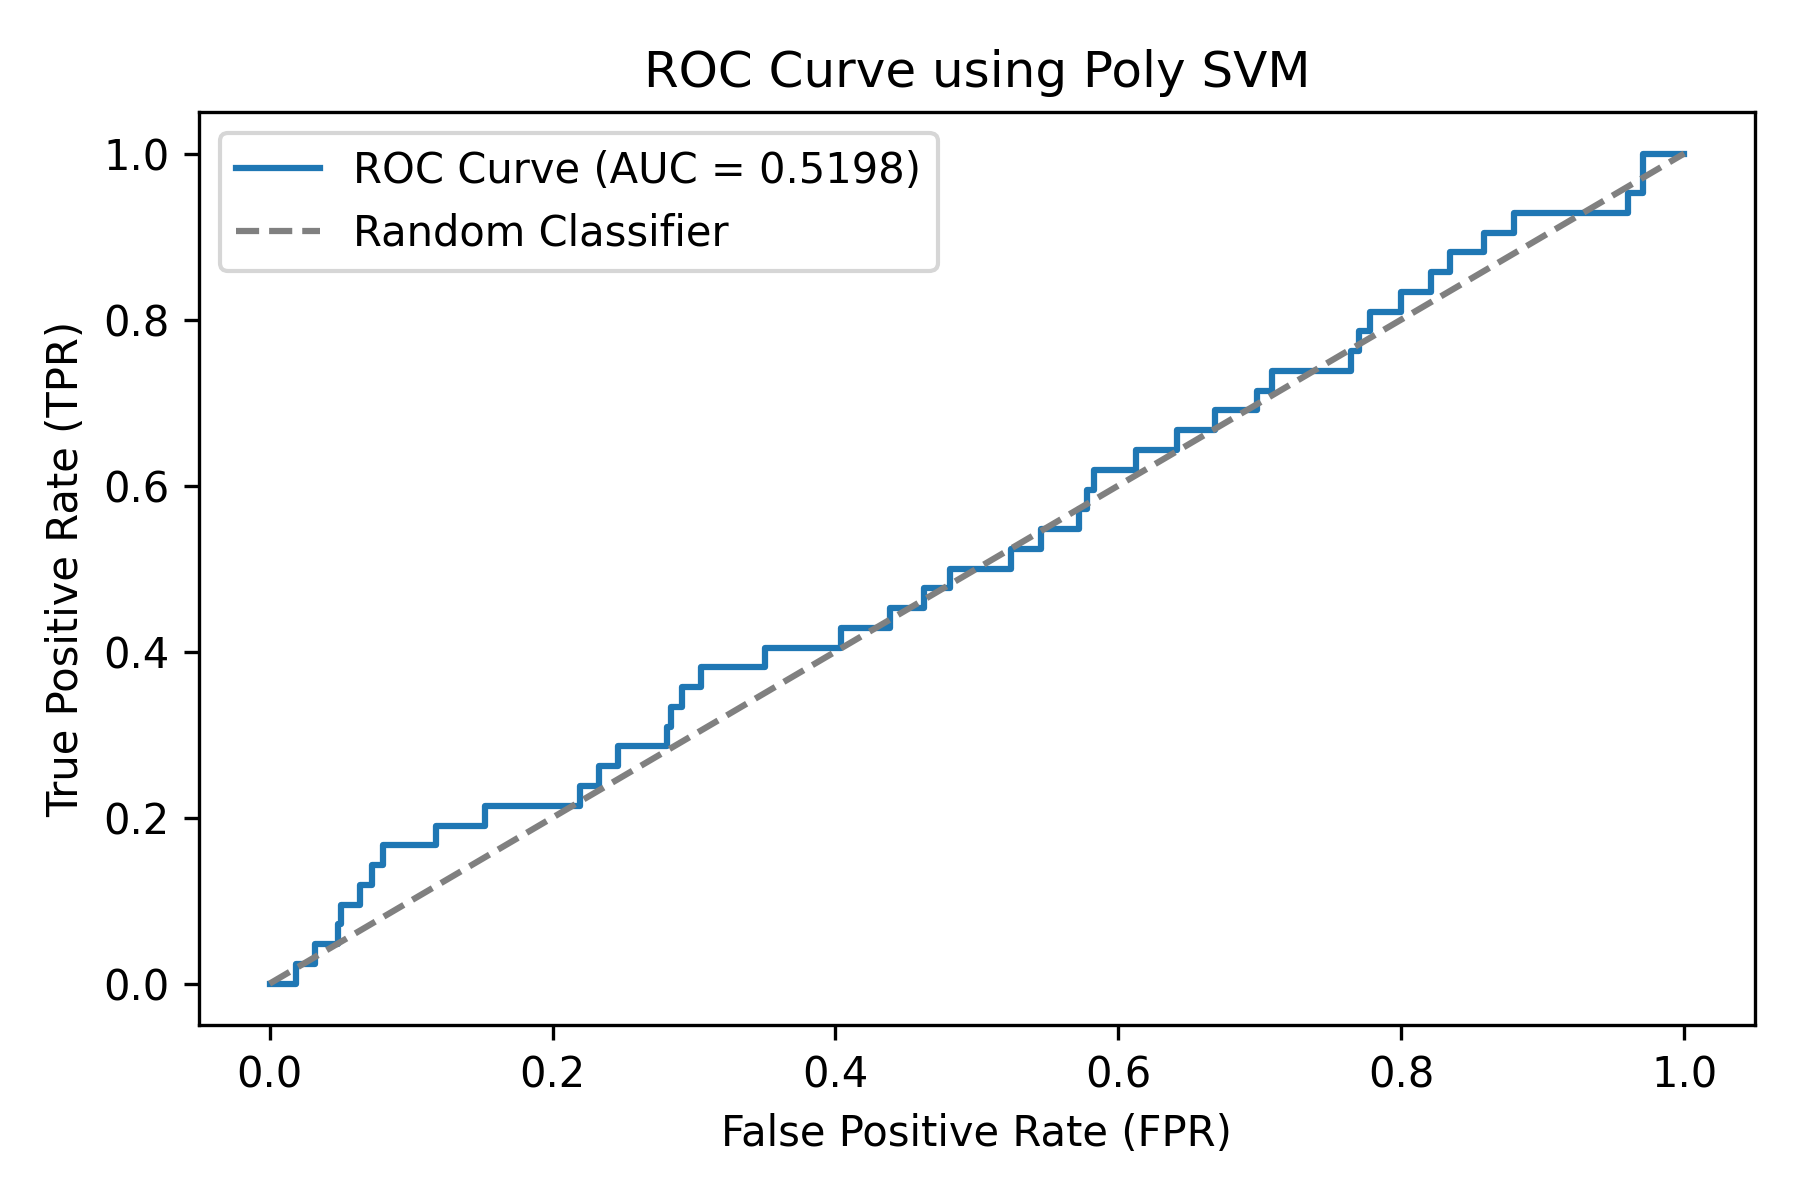 ROC Curve using Poly SVM
ROC Curve (AUC = 0.5198)
Random Classifier
True Positive Rate (TPR)
1.0
0.8
0.6
0.4
0.2
0.0
0.0 0.2 0.4 0.6 0.8 1.0
False Positive Rate (FPR)